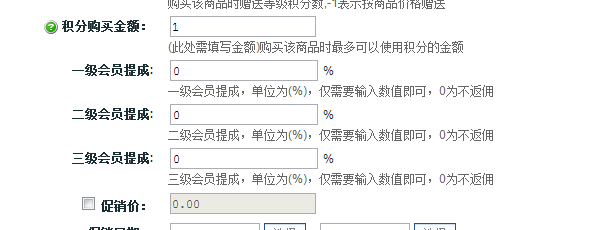 购买该商品时赠送等级积分数,-1表示按商品价格赠送
积分购买金额： 1
(此处需填写金额)购买该商品时最多可以使用积分的金额
一级会员提成: 0 %
一级会员提成，单位为(%)，仅需要输入数值即可，0为不返佣
二级会员提成: 0 %
二级会员提成，单位为(%)，仅需要输入数值即可，0为不返佣
三级会员提成: 0 %
三级会员提成，单位为(%)，仅需要输入数值即可，0为不返佣
促销价： 0.00